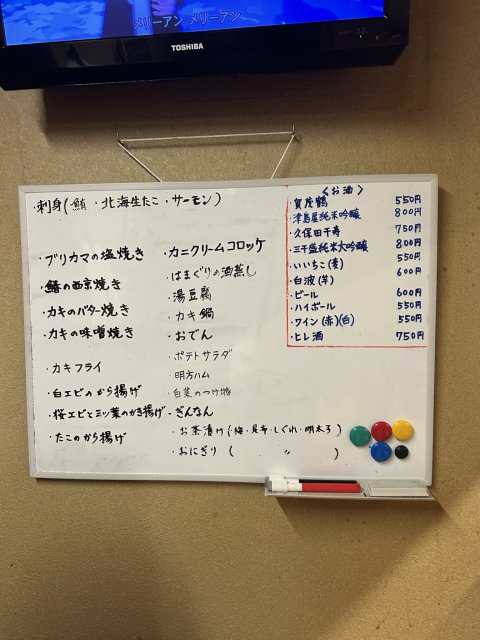 メリーアン メリーアン
TOSHIBA
・刺身(鮪・北海生たこ・サーモン)
・ブリカマの塩焼き
・鰆の西京焼き
・カキのバター焼き
・カキの味噌焼き
・カキフライ
・白エビのから揚げ
・桜エビとミツ葉のかき揚げ
・たこのから揚げ
・カニクリームコロッケ
・はまぐりの酒蒸し
・湯豆腐
・カキ鍋
・おでん
・ポテトサラダ
・明方ハム
・白菜のつけ物
・ぎんなん
・お茶漬け(・梅・昆布・しぐれ・明太子)
・おにぎり( 〃 )
〈お酒〉
・賀茂鶴 550円
・津島屋純米吟醸 800円
・久保田千寿 750円
・三千盛純米大吟醸 800円
・いいちこ(麦) 550円
・白波(芋) 600円
・ビール 600円
・ハイボール 550円
・ワイン(赤)(白) 550円
・ヒレ酒 750円